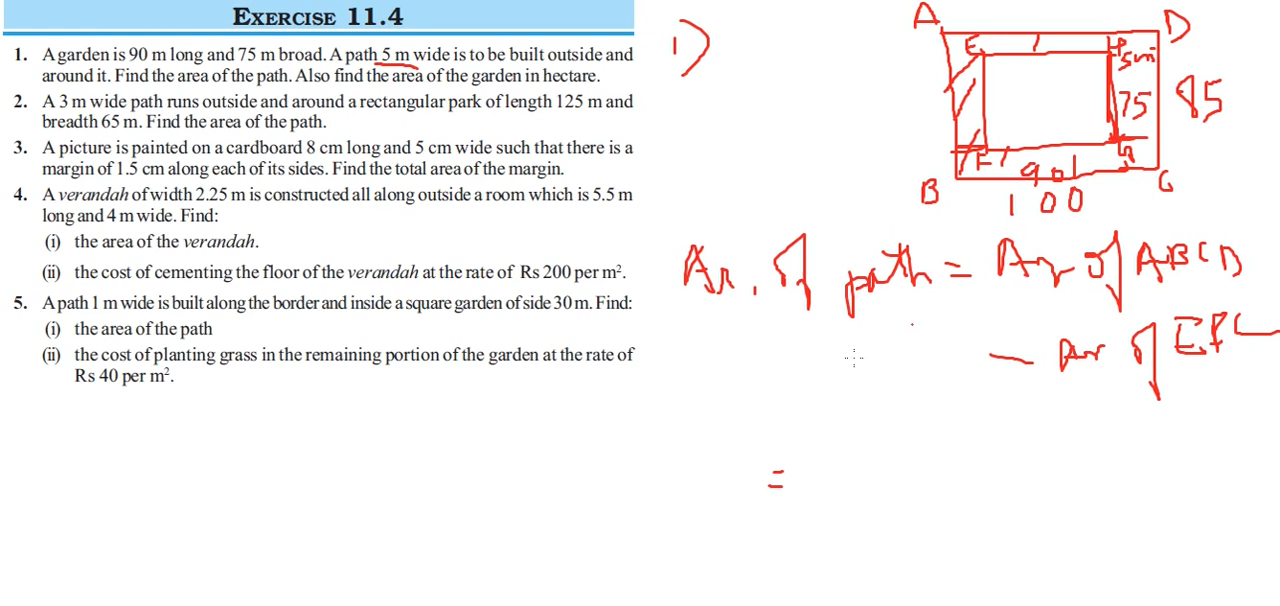 EXERCISE 11.4
1. A garden is 90 m long and 75 m broad. A path 5 m wide is to be built outside and
around it. Find the area of the path. Also find the area of the garden in hectare.
2. A 3 m wide path runs outside and around a rectangular park of length 125 m and
breadth 65 m. Find the area of the path.
3. A picture is painted on a cardboard 8 cm long and 5 cm wide such that there is a
margin of 1.5 cm along each of its sides. Find the total area of the margin.
4. A verandah of width 2.25 m is constructed all along outside a room which is 5.5 m
long and 4 m wide. Find:
(i) the area of the verandah.
(ii) the cost of cementing the floor of the verandah at the rate of Rs 200 per m².
5. A path 1 m wide is built along the border and inside a square garden of side 30 m. Find:
(i) the area of the path
(ii) the cost of planting grass in the remaining portion of the garden at the rate of
Rs 40 per m².
1)
A D
E
5m
75 85
F
90
B
100
Ar. of path = Ar of ABCD
- Ar of EF
=